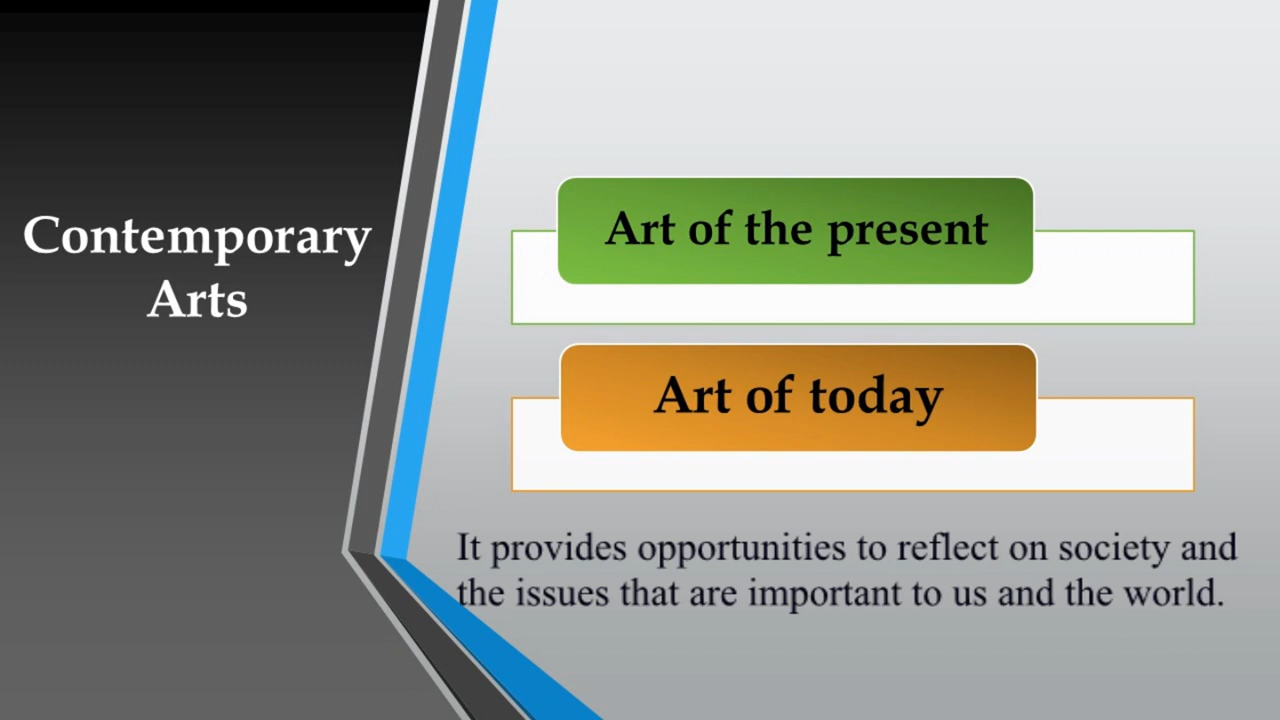 Contemporary
Arts
Art of the present
Art of today
It provides opportunities to reflect on society and
the issues that are important to us and the world.